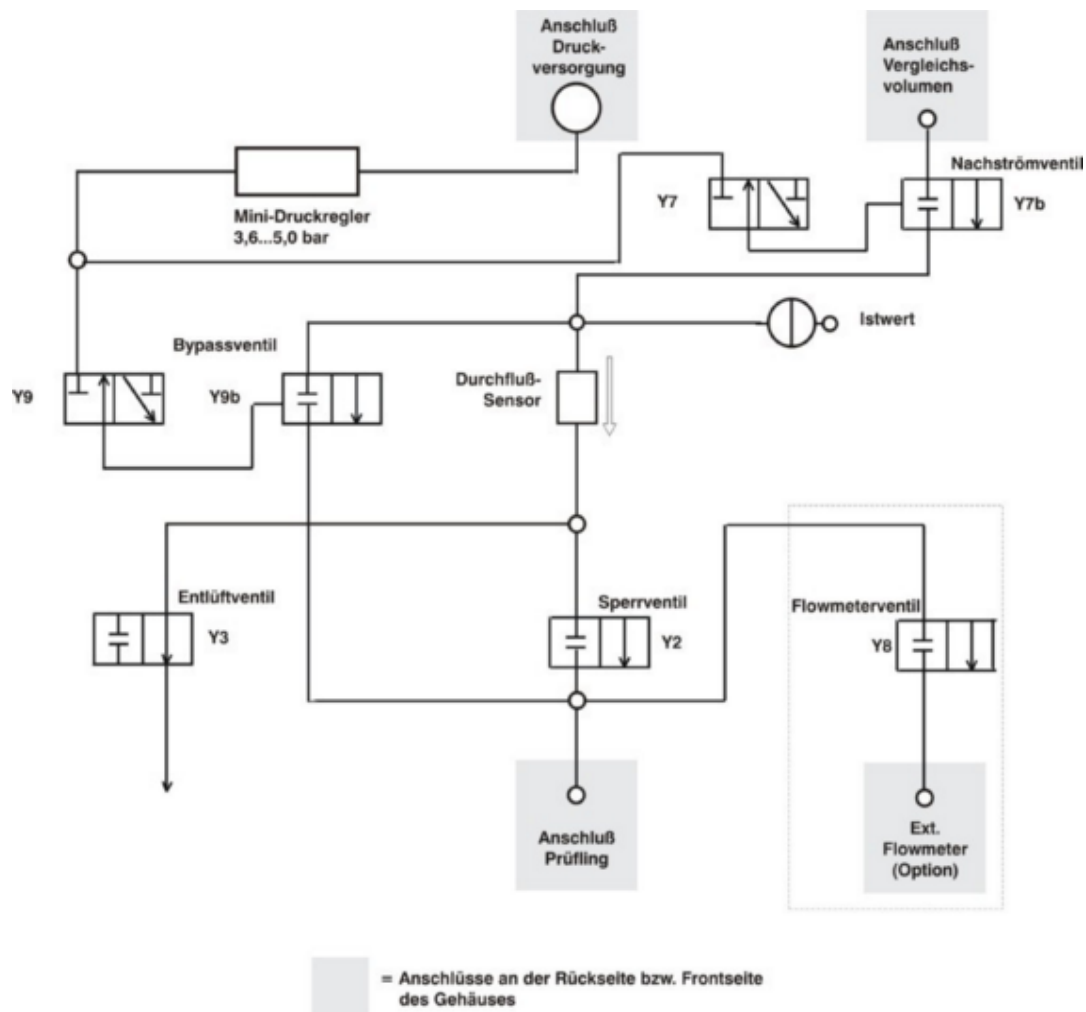 Anschluß
Druck-
versorgung
Anschluß
Vergleichs-
volumen
Nachströmventil
Y7
Y7b
Mini-Druckregler
3,6...5,0 bar
Istwert
Bypassventil
Y9
Y9b
Durchfluß-
Sensor
Entlüftventil
Y3
Sperrventil
Y2
Flowmeterventil
Y8
Anschluß
Prüfling
Ext.
Flowmeter
(Option)
= Anschlüsse an der Rückseite bzw. Frontseite
des Gehäuses